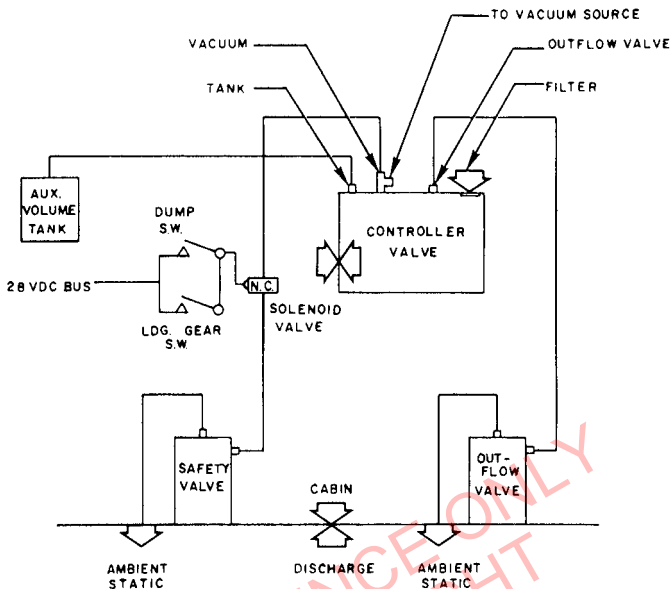 TO VACUUM SOURCE
VACUUM
OUTFLOW VALVE
TANK
FILTER
AUX.
VOLUME
TANK
DUMP
S.W.
CONTROLLER
VALVE
28 VDC BUS
N.C.
SOLENOID
VALVE
LDG. GEAR
S.W.
SAFETY
VALVE
CABIN
OUT-
FLOW
VALVE
AMBIENT
STATIC
DISCHARGE
AMBIENT
STATIC